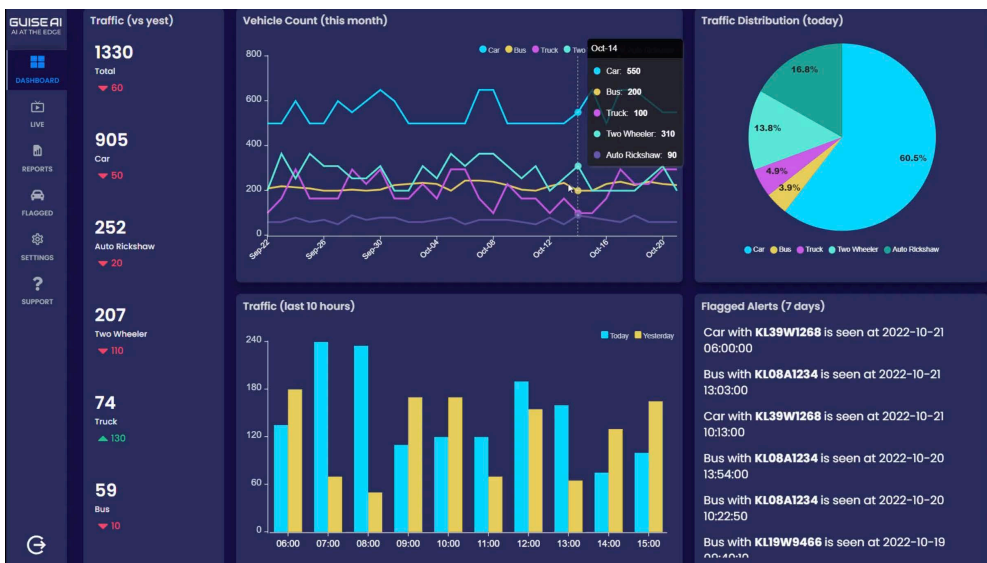 GUISE AI
AI AT THE EDGE
DASHBOARD
LIVE
REPORTS
FLAGGED
SETTINGS
?
SUPPORT
Traffic (vs yest)
1330
Total
60
905
Car
50
252
Auto Rickshaw
20
207
Two Wheeler
110
74
Truck
130
59
Bus
10
Vehicle Count (this month)
Car Bus Truck Two
Oct-14
Car: 550
Bus: 200
Truck: 100
Two Wheeler: 310
Auto Rickshaw: 90
800
600
400
200
0
Sep-22 Sep-26 Sep-30 Oct-04 Oct-08 Oct-12 Oct-16 Oct-20
Traffic (last 10 hours)
Today Yesterday
240
180
120
60
0
06:00 07:00 08:00 09:00 10:00 11:00 12:00 13:00 14:00 15:00
Traffic Distribution (today)
16.8%
13.8%
60.5%
4.9%
3.9%
Car Bus Truck Two Wheeler Auto Rickshaw
Flagged Alerts (7 days)
Car with KL39W1268 is seen at 2022-10-21
06:00:00
Bus with KL08A1234 is seen at 2022-10-21
13:03:00
Car with KL39W1268 is seen at 2022-10-21
10:13:00
Bus with KL08A1234 is seen at 2022-10-20
13:54:00
Bus with KL08A1234 is seen at 2022-10-20
10:22:50
Bus with KL19W9466 is seen at 2022-10-19